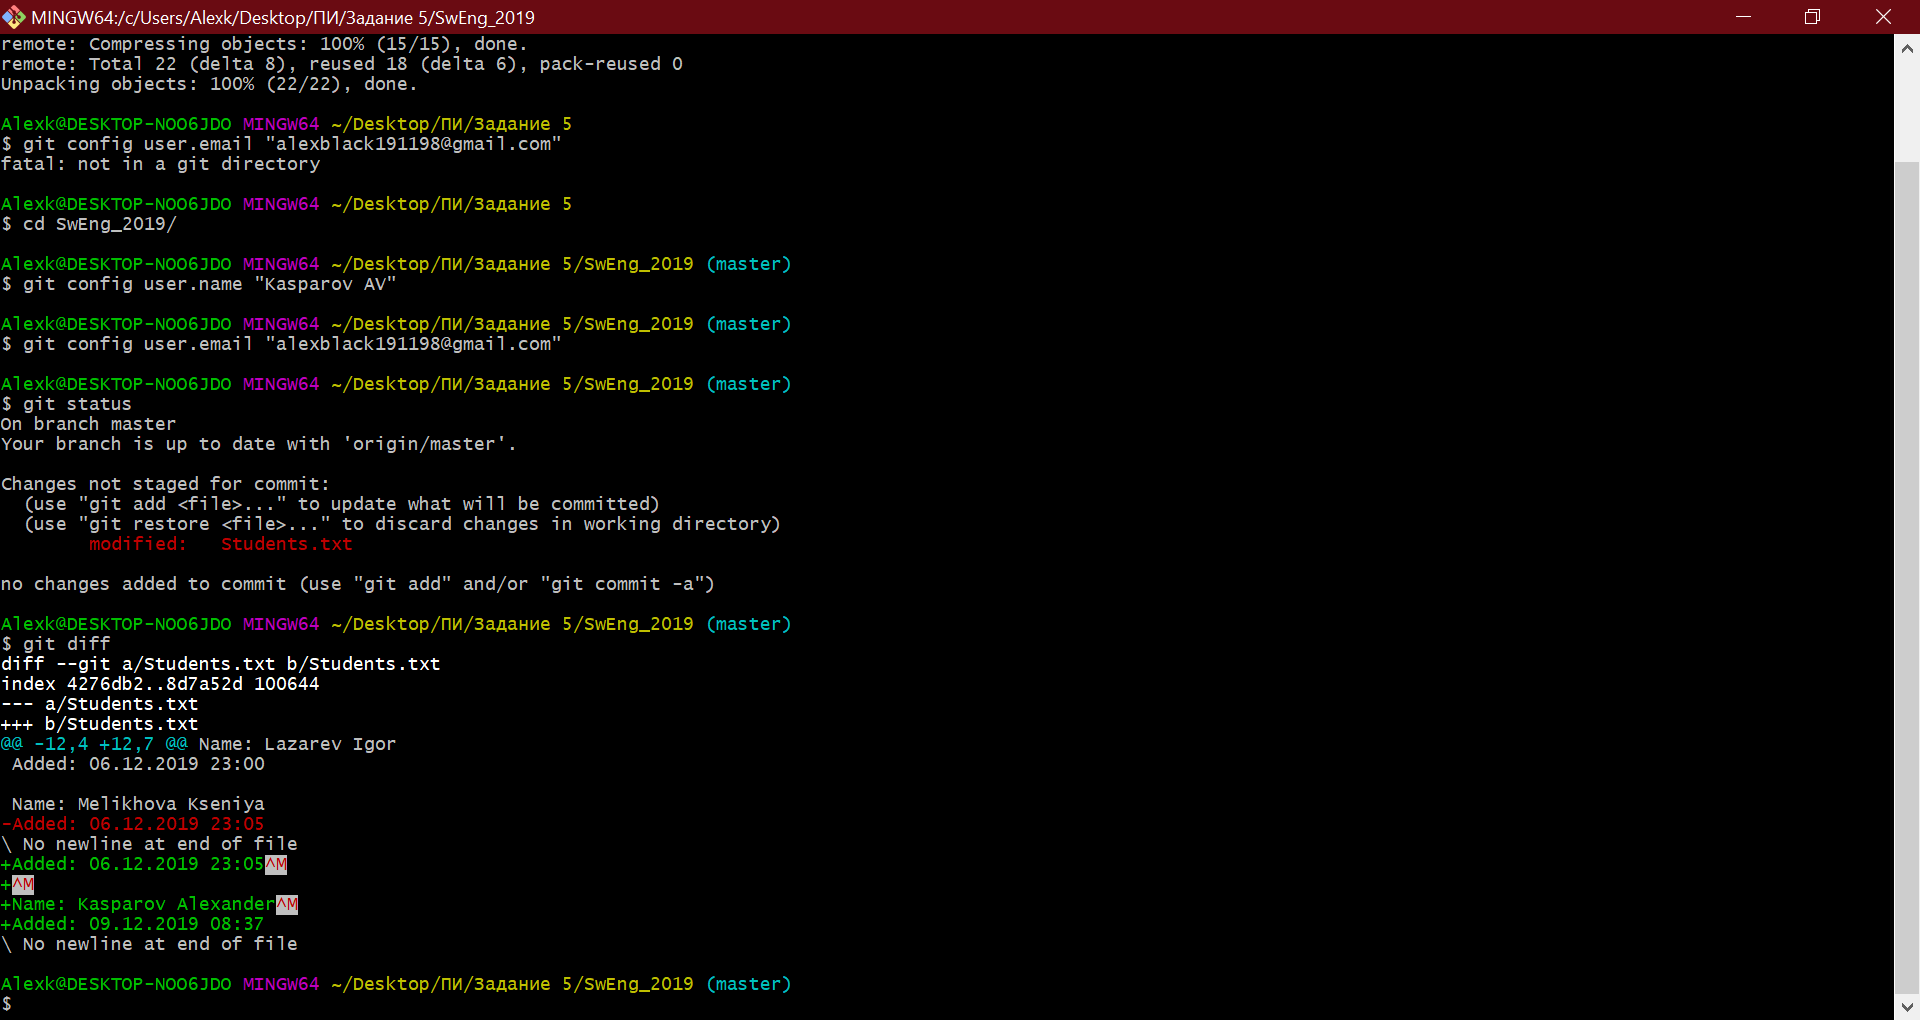 MINGW64:/c/Users/Alexk/Desktop/ПИ/Задание 5/SwEng_2019
remote: Compressing objects: 100% (15/15), done.
remote: Total 22 (delta 8), reused 18 (delta 6), pack-reused 0
Unpacking objects: 100% (22/22), done.
Alexk@DESKTOP-NOO6JDO MINGW64 ~/Desktop/ПИ/Задание 5
$ git config user.email "alexblack191198@gmail.com"
fatal: not in a git directory
Alexk@DESKTOP-NOO6JDO MINGW64 ~/Desktop/ПИ/Задание 5
$ cd SwEng_2019/
Alexk@DESKTOP-NOO6JDO MINGW64 ~/Desktop/ПИ/Задание 5/SwEng_2019 (master)
$ git config user.name "Kasparov AV"
Alexk@DESKTOP-NOO6JDO MINGW64 ~/Desktop/ПИ/Задание 5/SwEng_2019 (master)
$ git config user.email "alexblack191198@gmail.com"
Alexk@DESKTOP-NOO6JDO MINGW64 ~/Desktop/ПИ/Задание 5/SwEng_2019 (master)
$ git status
On branch master
Your branch is up to date with 'origin/master'.
Changes not staged for commit:
  (use "git add <file>..." to update what will be committed)
  (use "git restore <file>..." to discard changes in working directory)
        modified:   Students.txt
no changes added to commit (use "git add" and/or "git commit -a")
Alexk@DESKTOP-NOO6JDO MINGW64 ~/Desktop/ПИ/Задание 5/SwEng_2019 (master)
$ git diff
diff --git a/Students.txt b/Students.txt
index 4276db2..8d7a52d 100644
--- a/Students.txt
+++ b/Students.txt
@@ -12,4 +12,7 @@ Name: Lazarev Igor
 Added: 06.12.2019 23:00
 Name: Melikhova Kseniya
-Added: 06.12.2019 23:05
\ No newline at end of file
+Added: 06.12.2019 23:05^M
+^M
+Name: Kasparov Alexander^M
+Added: 09.12.2019 08:37
\ No newline at end of file
Alexk@DESKTOP-NOO6JDO MINGW64 ~/Desktop/ПИ/Задание 5/SwEng_2019 (master)
$